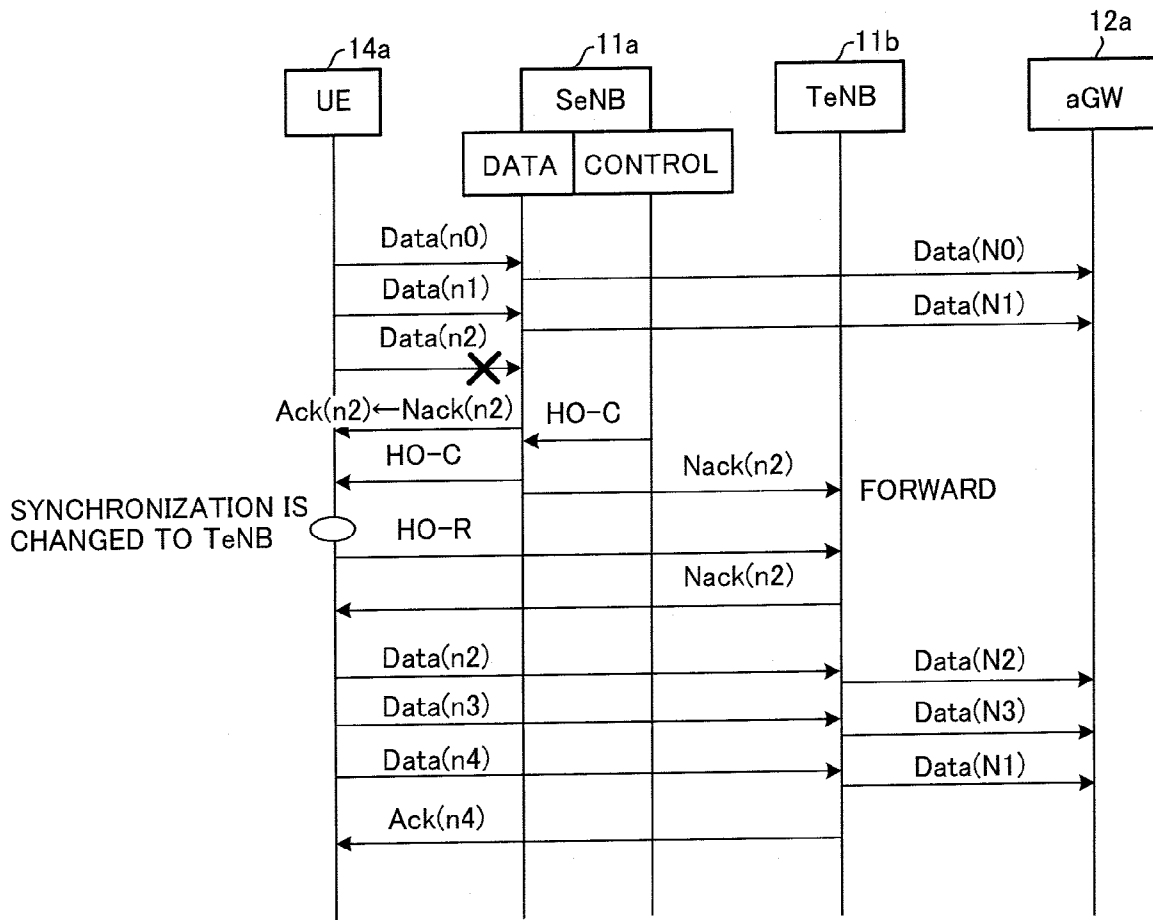 14a
11a
11b
12a
UE
SeNB
TeNB
aGW
DATA
CONTROL
Data(n0)
Data(N0)
Data(n1)
Data(N1)
Data(n2)
Ack(n2)←Nack(n2)
HO-C
HO-C
Nack(n2)
FORWARD
SYNCHRONIZATION IS
CHANGED TO TeNB
HO-R
Nack(n2)
Data(n2)
Data(N2)
Data(n3)
Data(N3)
Data(n4)
Data(N1)
Ack(n4)